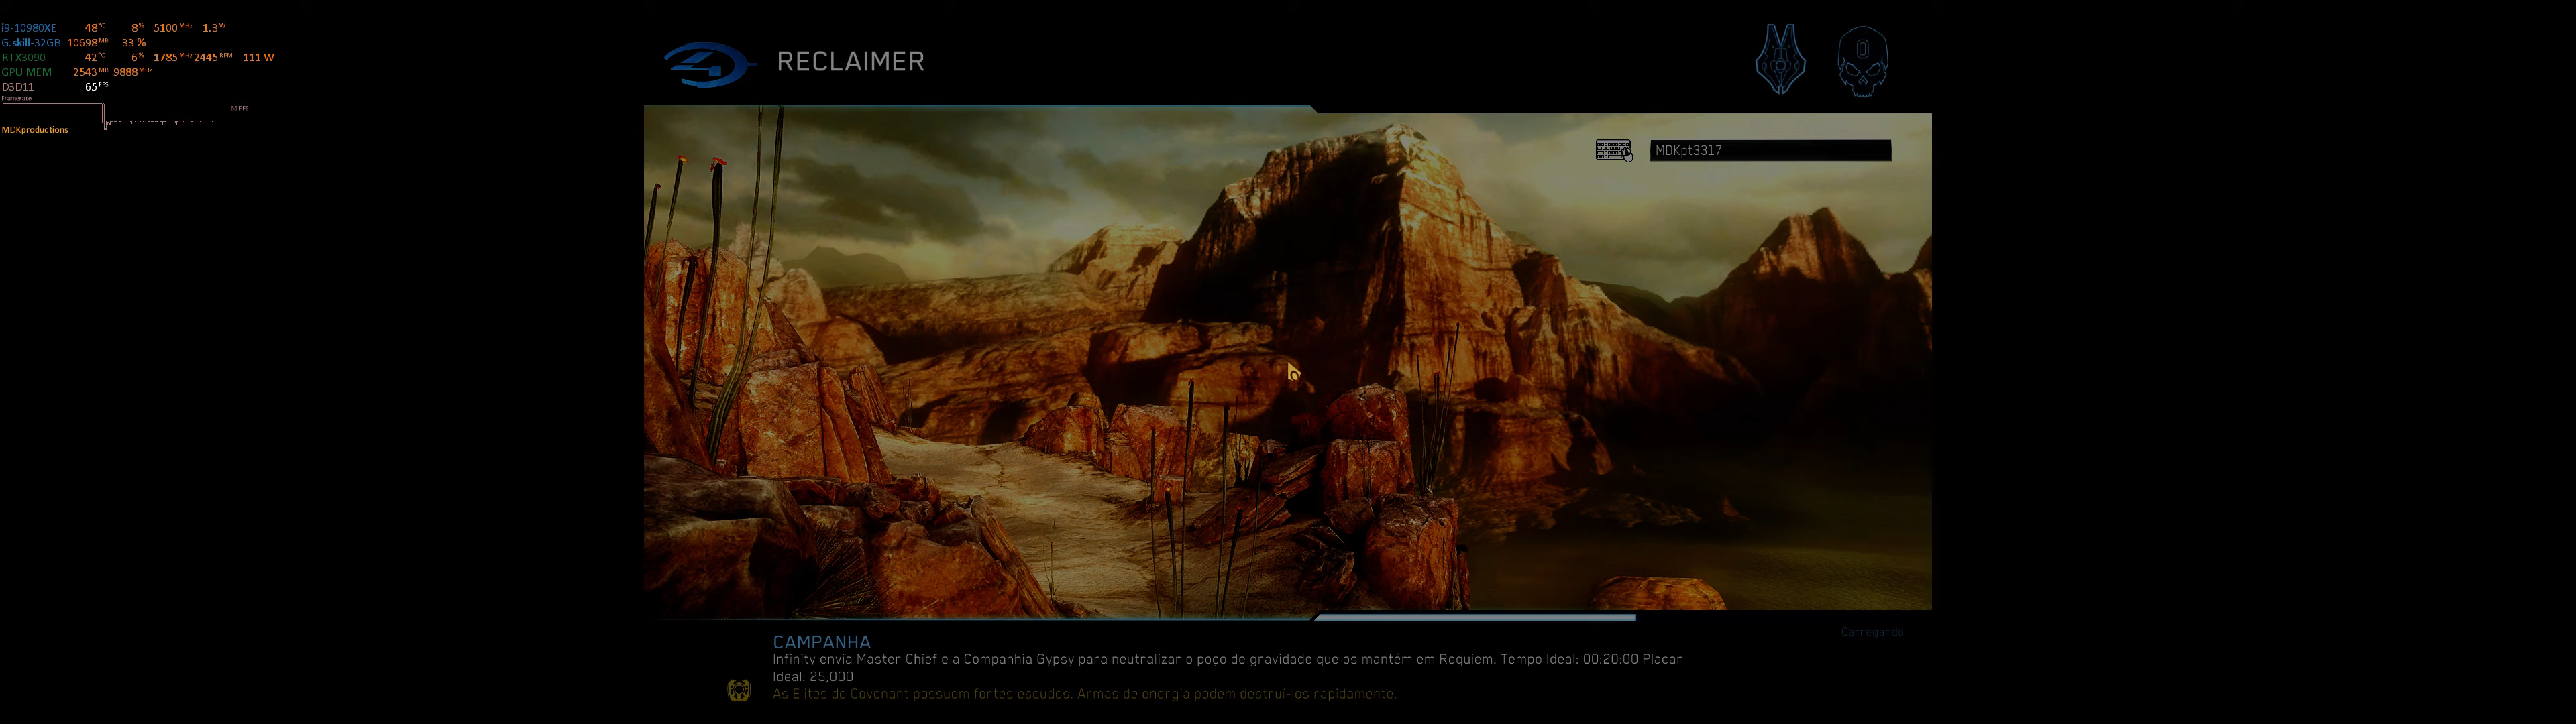 i9-10980XE 48°C 8% 5100MHz 1.3W
G.skill-32GB 10698MB 33%
RTX3090 42°C 6% 1785MHz 2445RPM 111 W
GPU MEM 2543MB 9888MHz
D3D11 65FPS
Framerate
65 FPS
MDKproductions
4 RECLAIMER
0
MDKpt3317
Carregando
CAMPANHA
Infinity envia Master Chief e a Companhia Gypsy para neutralizar o poço de gravidade que os mantém em Requiem. Tempo Ideal: 00:20:00 Placar
Ideal: 25,000
As Elites do Covenant possuem fortes escudos. Armas de energia podem destruí-los rapidamente.